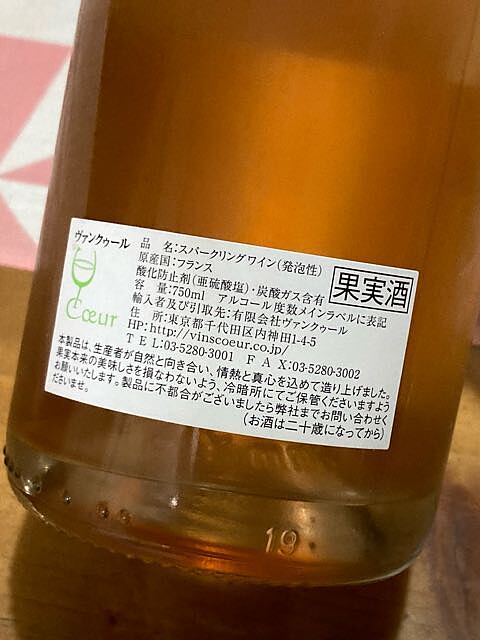 ヴァンクゥール
Cœur
品 名:スパークリングワイン(発泡性)
原産国:フランス
酸化防止剤(亜硫酸塩)・炭酸ガス含有
容 量:750ml アルコール度数メインラベルに表記
輸入者及び引取先:有限会社ヴァンクゥール
住 所:東京都千代田区内神田1-4-5
HP:http://vinscoeur.co.jp/
TEL:03-5280-3001 FAX:03-5280-3002
果実酒
本製品は、生産者が自然と向き合い、情熱と真心を込めて造り上げました。
果実本来の美味しさを損なわないよう、冷暗所にてご保管くださいますよう
お願いいたします。製品に不都合がございましたら弊社までお問い合わせく
ださいませ。
(お酒は二十歳になってから)
19